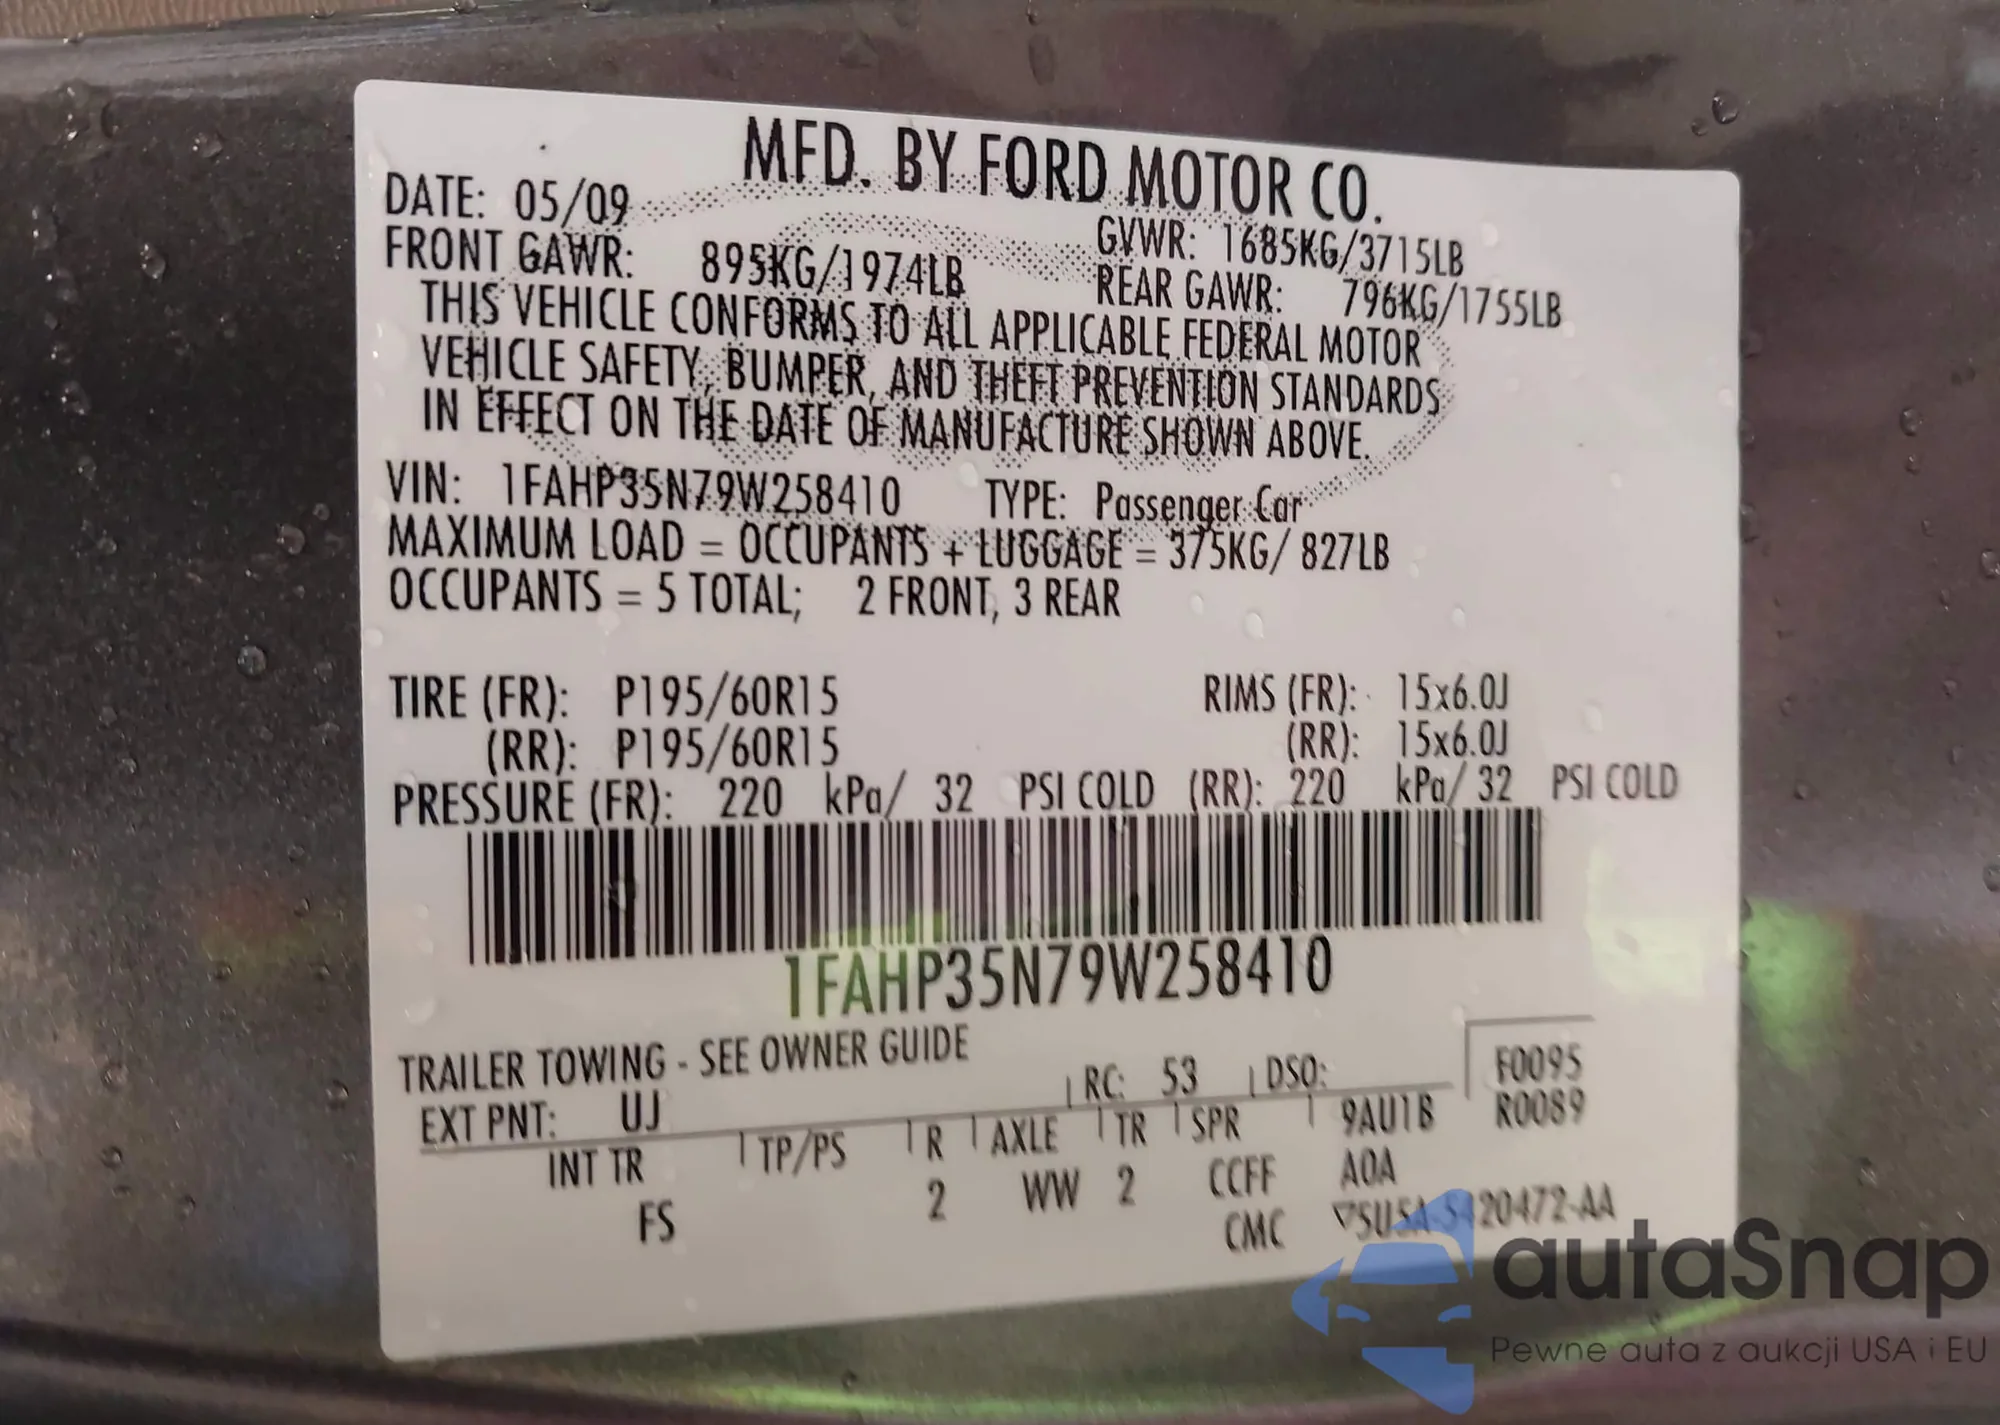 MFD. BY FORD MOTOR CO.
DATE: 05/09 GVWR: 1685KG/3715LB
FRONT GAWR: 895KG/1974LB REAR GAWR: 796KG/1755LB
THIS VEHICLE CONFORMS TO ALL APPLICABLE FEDERAL MOTOR
VEHICLE SAFETY, BUMPER, AND THEFT PREVENTION STANDARDS
IN EFFECT ON THE DATE OF MANUFACTURE SHOWN ABOVE.
VIN: 1FAHP35N79W258410 TYPE: Passenger Car
MAXIMUM LOAD = OCCUPANTS + LUGGAGE = 375KG/ 827LB
OCCUPANTS = 5 TOTAL; 2 FRONT, 3 REAR
TIRE (FR): P195/60R15 RIMS (FR): 15x6.0J
(RR): P195/60R15 (RR): 15x6.0J
PRESSURE (FR): 220 kPa/ 32 PSI COLD (RR): 220 kPa/ 32 PSI COLD
1FAHP35N79W258410
TRAILER TOWING - SEE OWNER GUIDE
EXT PNT: UJ RC: 53 DSO: F0095
R0089
INT TR TP/PS R AXLE TR SPR 9AU1B
FS 2 WW 2 CCFF AOA
CMC 5USA-5420472-AA
autaSnap
Pewne auta z aukcji USA i EU